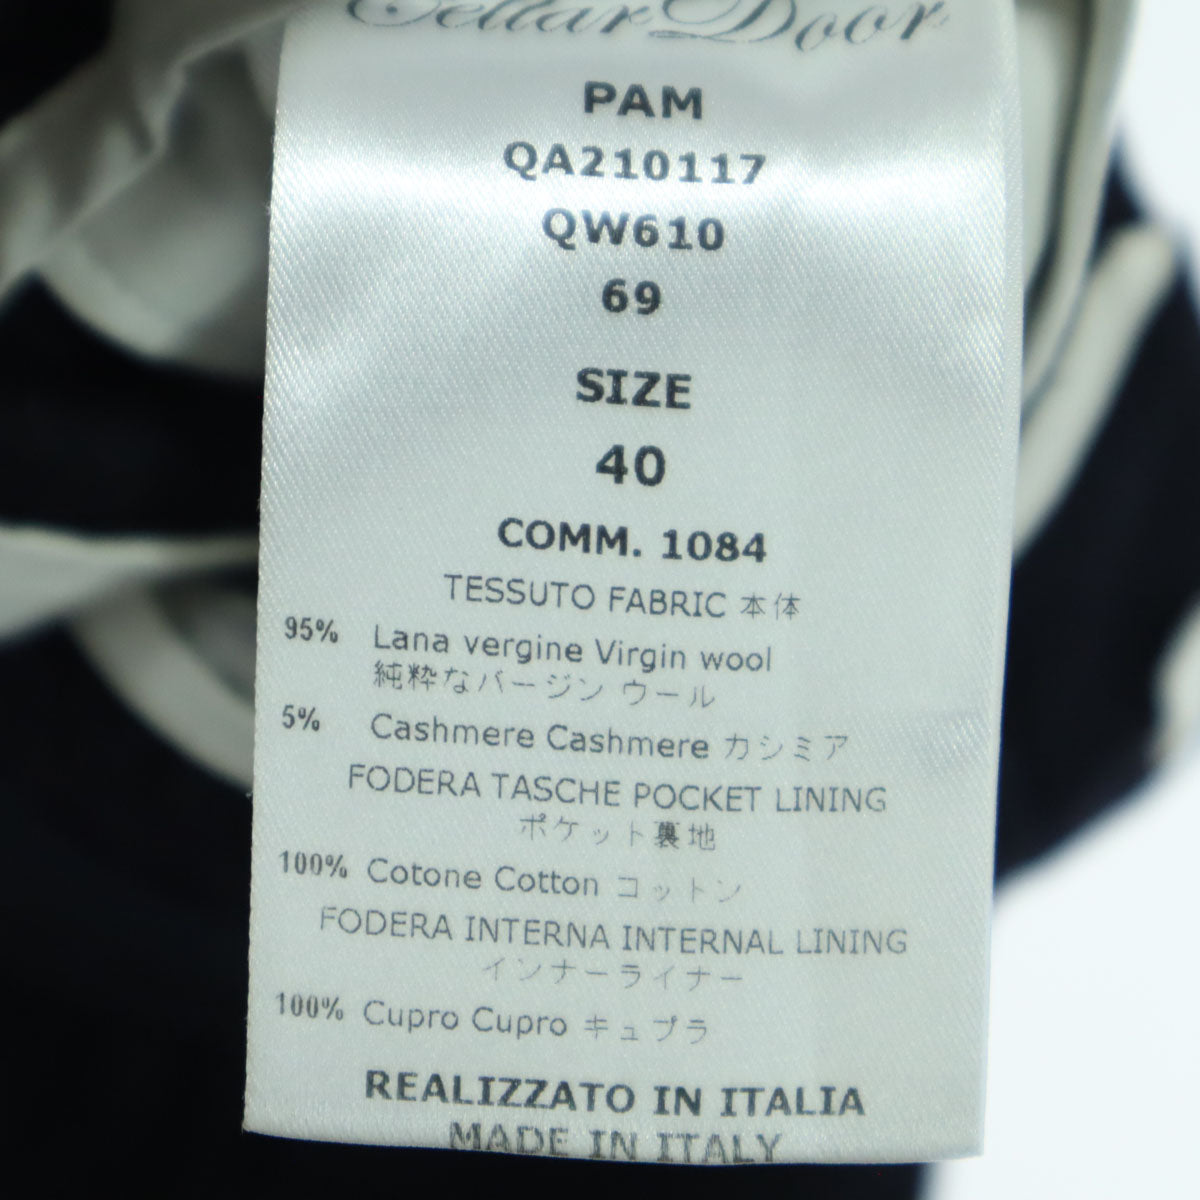 Cellar Door
PAM
QA210117
QW610
69
SIZE
40
COMM. 1084
TESSUTO FABRIC 本体
95% Lana vergine Virgin wool
純粋なバージン ウール
5% Cashmere Cashmere カシミア
FODERA TASCHE POCKET LINING
ポケット裏地
100% Cotone Cotton コットン
FODERA INTERNA INTERNAL LINING
インナーライナー
100% Cupro Cupro キュプラ
REALIZZATO IN ITALIA
MADE IN ITALY